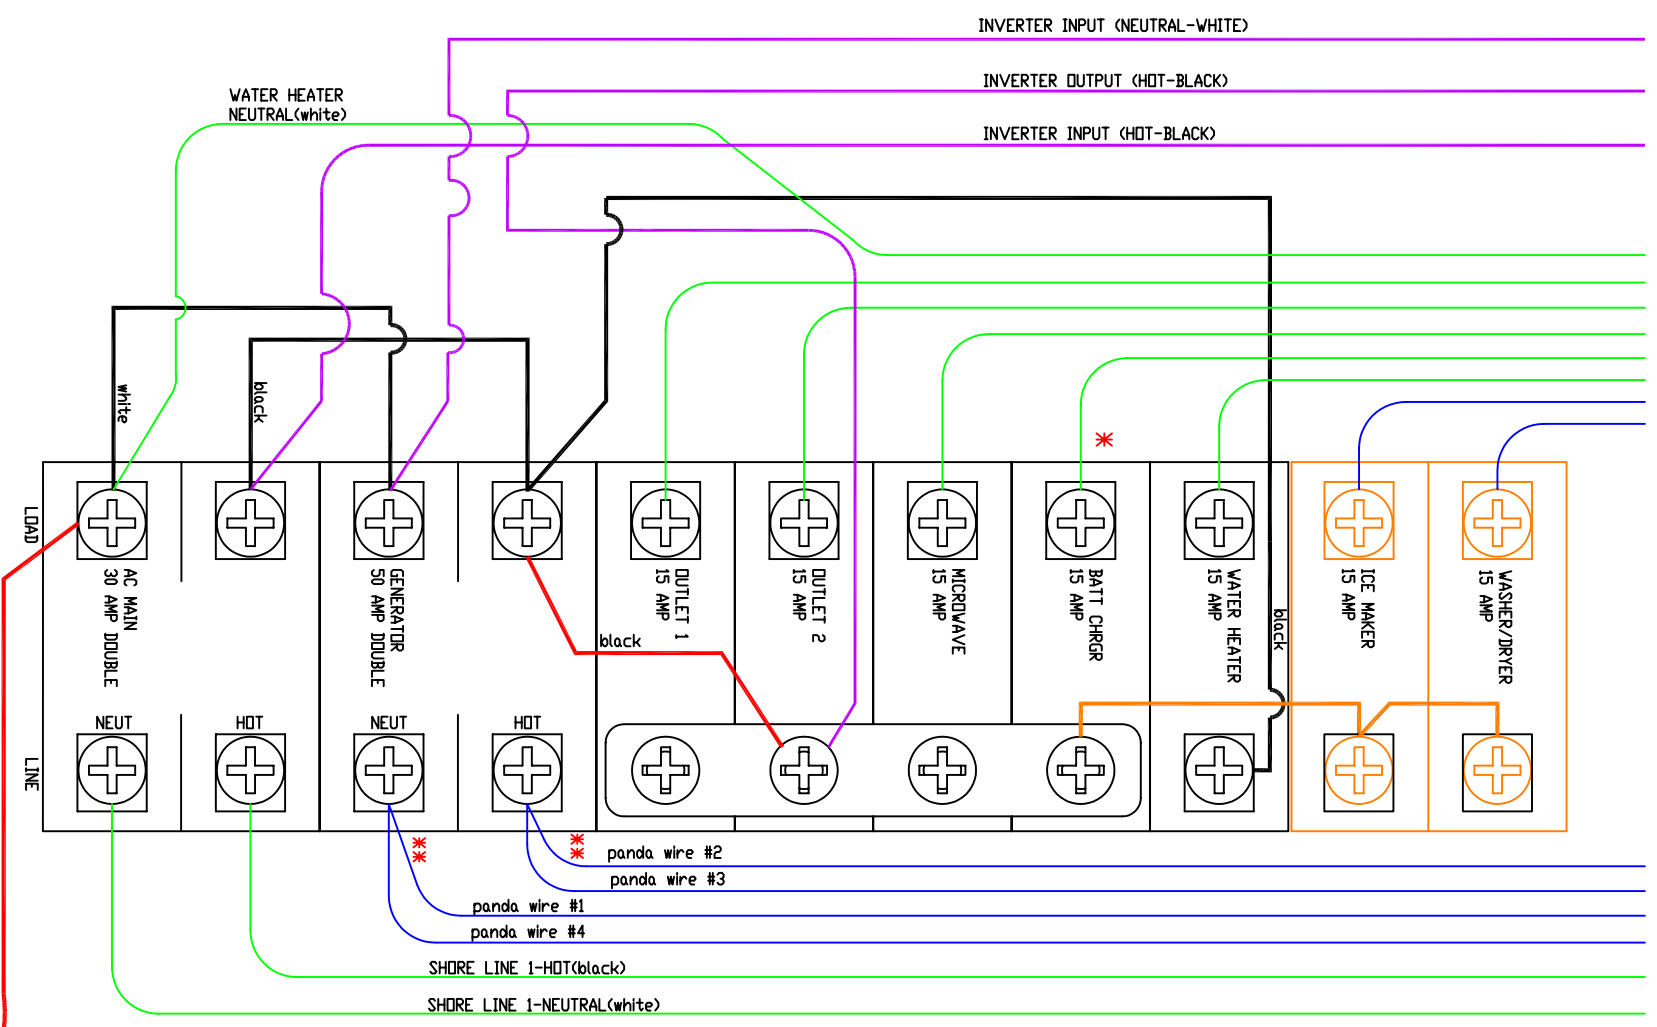 INVERTER INPUT (NEUTRAL-WHITE)
INVERTER OUTPUT (HOT-BLACK)
WATER HEATER
NEUTRAL(white)
INVERTER INPUT (HOT-BLACK)
white
black
*
LOAD
AC MAIN
30 AMP DOUBLE
GENERATOR
50 AMP DOUBLE
OUTLET 1
15 AMP
OUTLET 2
15 AMP
MICROWAVE
15 AMP
BATT CHRGR
15 AMP
WATER HEATER
15 AMP
ICE MAKER
15 AMP
WASHER/DRYER
15 AMP
black
black
NEUT
HOT
NEUT
HOT
LINE
**
**
panda wire #2
panda wire #3
panda wire #1
panda wire #4
SHORE LINE 1-HOT(black)
SHORE LINE 1-NEUTRAL(white)